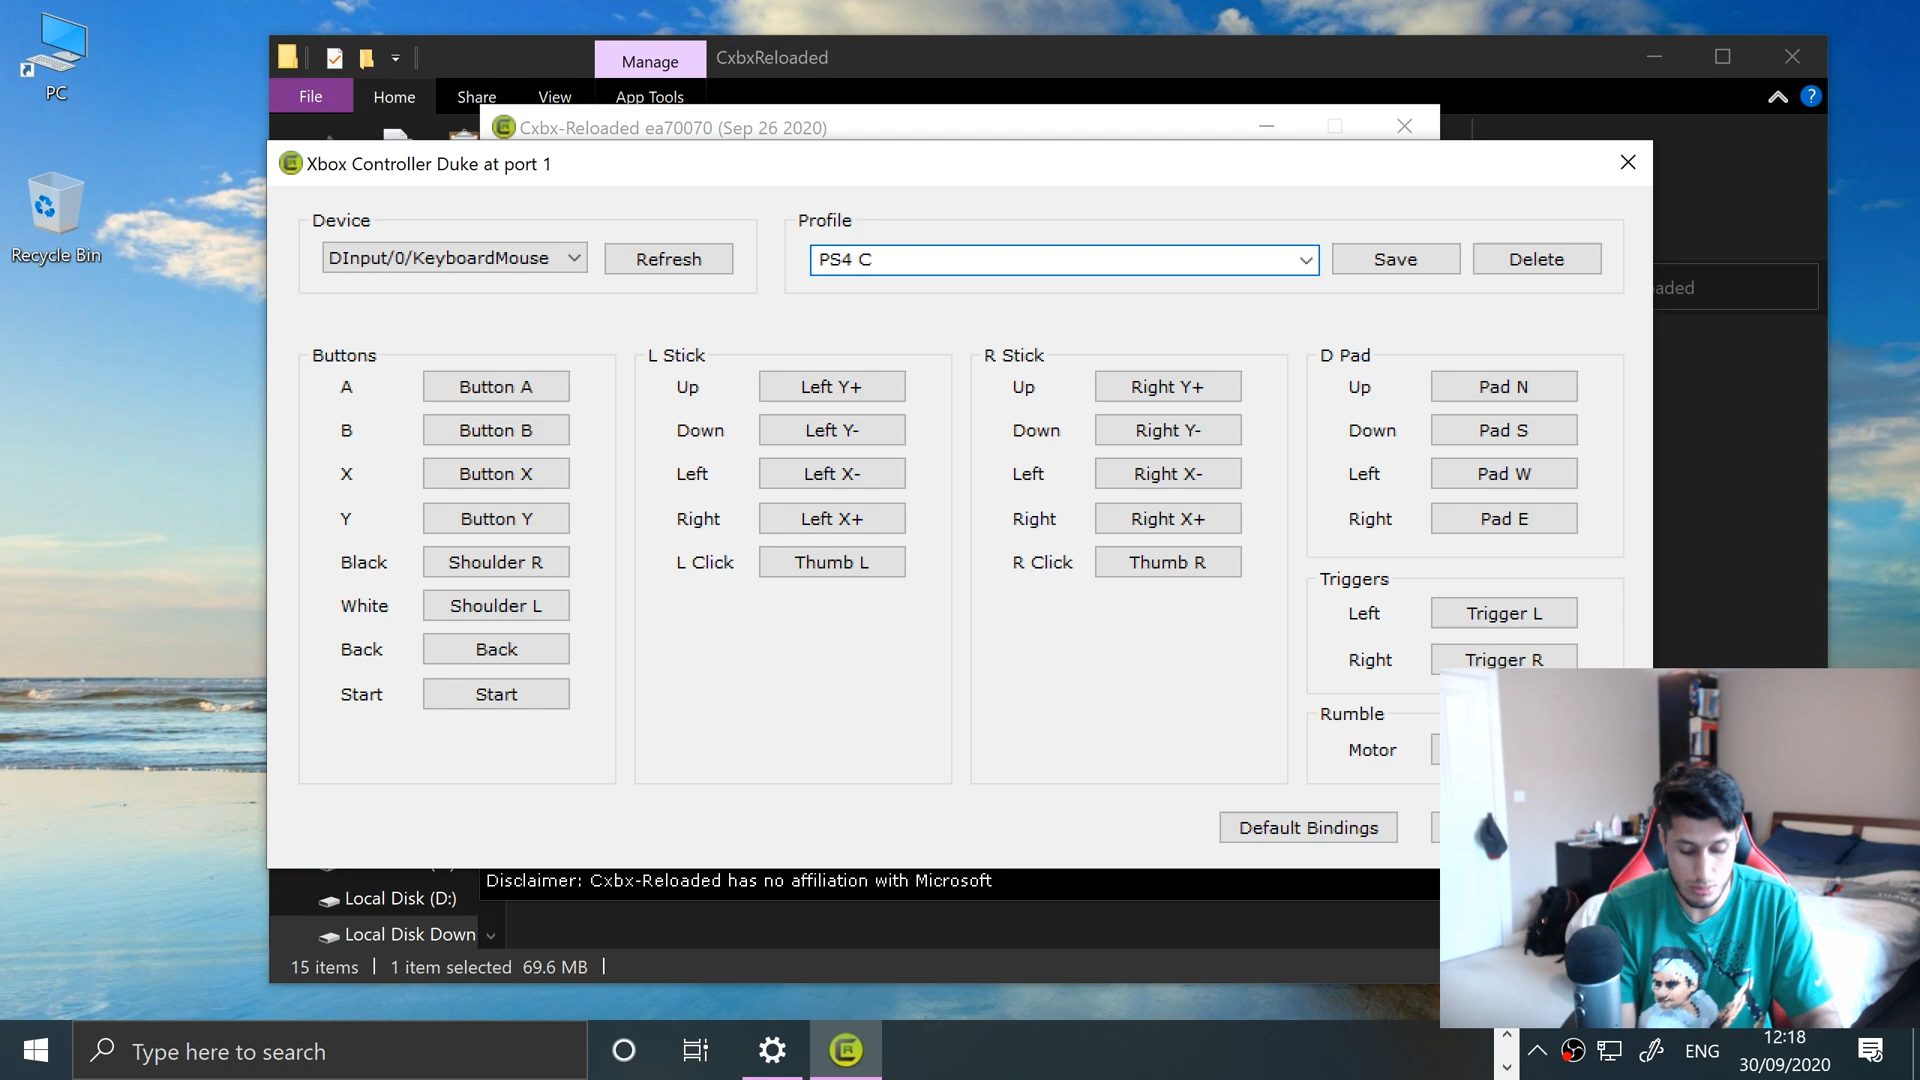 PC
Recycle Bin
Manage
CxbxReloaded
File
Home
Share
View
App Tools
?
Cxbx-Reloaded ea70070 (Sep 26 2020)
Xbox Controller Duke at port 1
Device
DInput/0/KeyboardMouse
Refresh
Profile
PS4 C
Save
Delete
aded
Buttons
A Button A
B Button B
X Button X
Y Button Y
Black Shoulder R
White Shoulder L
Back Back
Start Start
L Stick
Up Left Y+
Down Left Y-
Left Left X-
Right Left X+
L Click Thumb L
R Stick
Up Right Y+
Down Right Y-
Left Right X-
Right Right X+
R Click Thumb R
D Pad
Up Pad N
Down Pad S
Left Pad W
Right Pad E
Triggers
Left Trigger L
Right Trigger R
Rumble
Motor
Default Bindings
Disclaimer: Cxbx-Reloaded has no affiliation with Microsoft
Local Disk (D:)
Local Disk Down
15 items
1 item selected 69.6 MB
Type here to search
ENG
12:18
30/09/2020